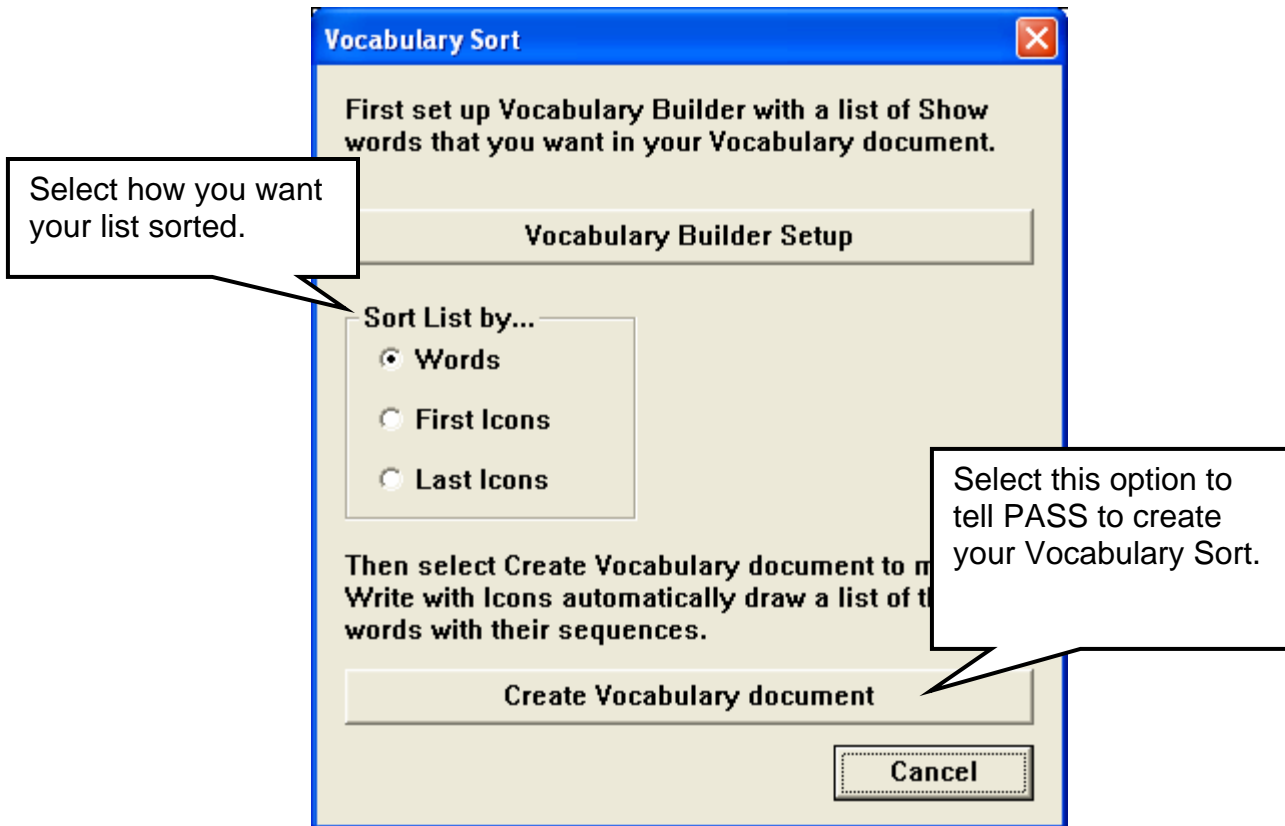 Vocabulary Sort
First set up Vocabulary Builder with a list of Show
words that you want in your Vocabulary document.
Select how you want
your list sorted.
Vocabulary Builder Setup
Sort List by...
Words
First Icons
Last Icons
Select this option to
tell PASS to create
your Vocabulary Sort.
Then select Create Vocabulary document to
Write with Icons automatically draw a list of
words with their sequences.
Create Vocabulary document
Cancel